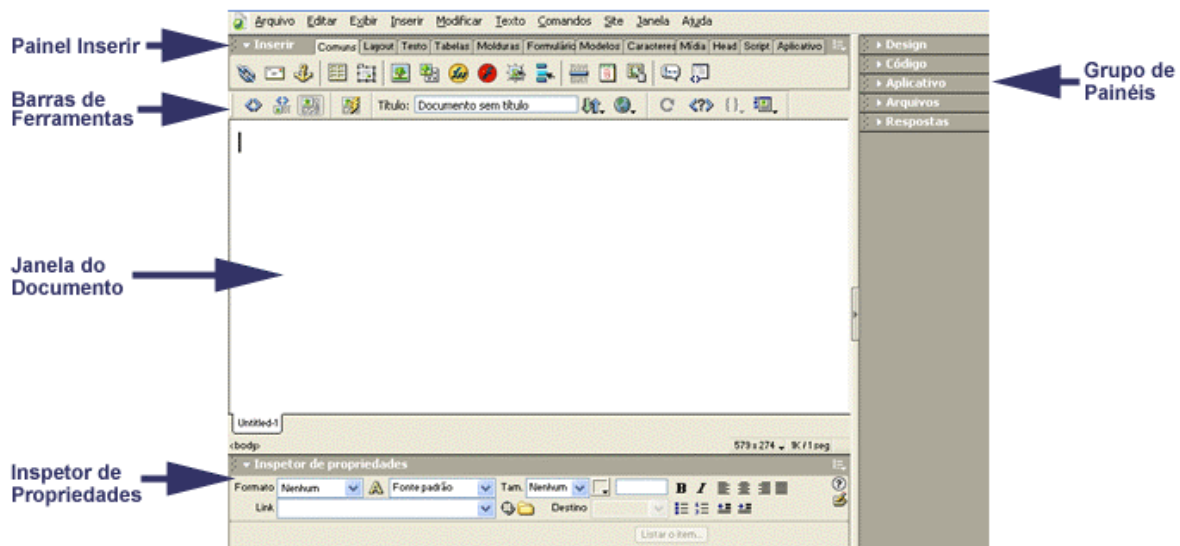 Arquivo Editar Exibir Inserir Modificar Texto Comandos Site Janela Ajuda
Painel Inserir
Inserir
Comuns Layout Texto Tabelas Molduras Formulário Modelos Caracteres Mídia Head Script Aplicativo
Design
Código
Aplicativo
Arquivos
Respostas
Grupo de
Painéis
Barras de
Ferramentas
Título: Documento sem título
Janela do
Documento
Untitled-1
<body>
573 x 274 1K / 1 seg
Inspetor de
Propriedades
Inspetor de propriedades
Formato Nenhum Fonte padrão Tam. Nenhum B I
Link Destino
Listar o item...